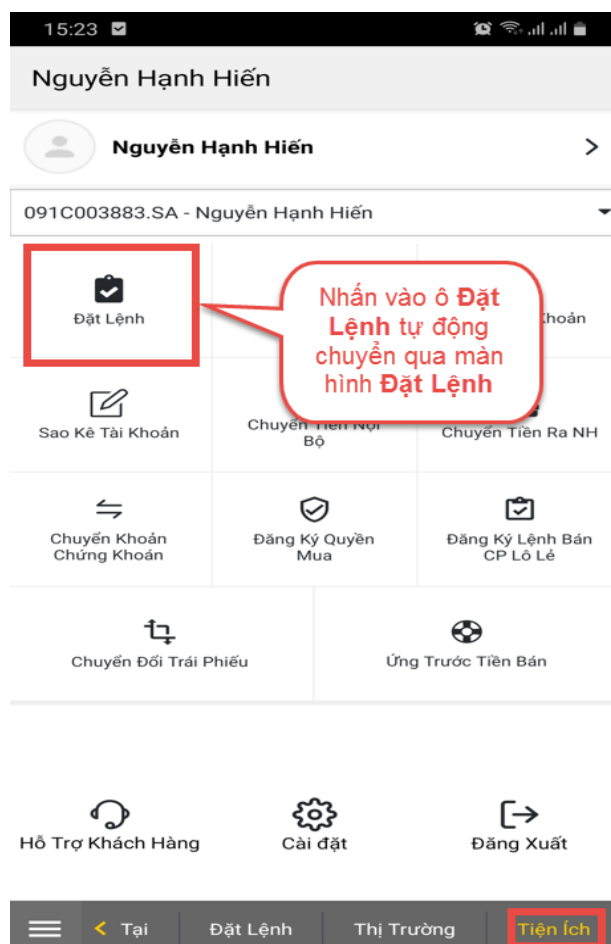 15:23
Nguyễn Hạnh Hiến
Nguyễn Hạnh Hiến
091C003883.SA - Nguyễn Hạnh Hiến
Đặt Lệnh
Nhấn vào ô Đặt
Lệnh tự động
chuyển qua màn
hình Đặt Lệnh
Khoản
Sao Kê Tài Khoản
Chuyển Tiền Nội
Bộ
Chuyển Tiền Ra NH
Chuyển Khoản
Chứng Khoán
Đăng Ký Quyền
Mua
Đăng Ký Lệnh Bán
CP Lô Lẻ
Chuyển Đổi Trái Phiếu
Ứng Trước Tiền Bán
Hỗ Trợ Khách Hàng
Cài đặt
Đăng Xuất
Tại
Đặt Lệnh
Thị Trường
Tiện Ích